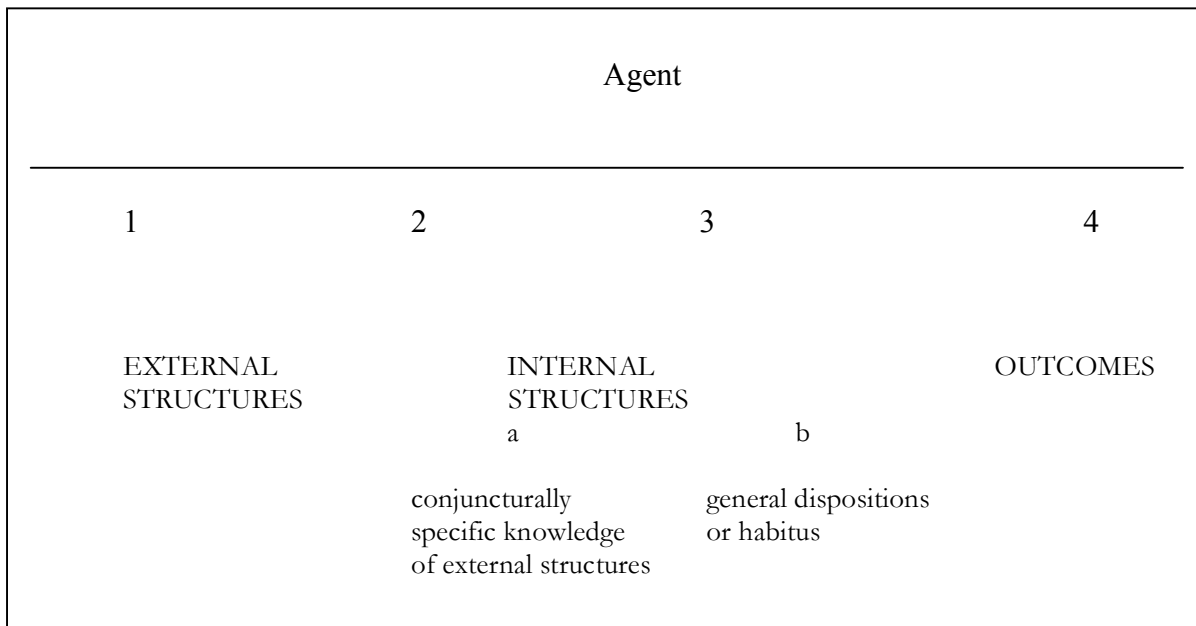 Agent
1 2 3 4
EXTERNAL INTERNAL OUTCOMES
STRUCTURES STRUCTURES
a b
conjuncturally general dispositions
specific knowledge or habitus
of external structures